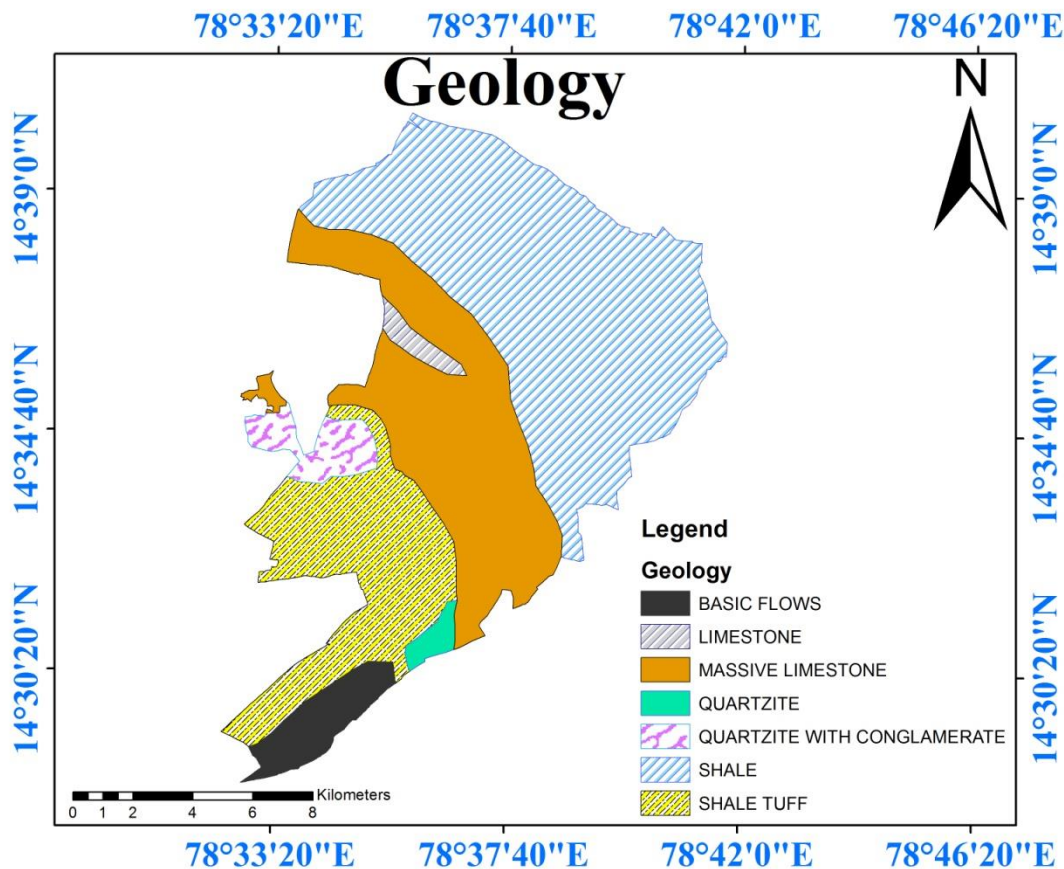 78°33'20"E 78°37'40"E 78°42'0"E 78°46'20"E
Geology
N
14°39'0"N
14°39'0"N
14°34'40"N
14°34'40"N
14°30'20"N
14°30'20"N
Legend
Geology
BASIC FLOWS
LIMESTONE
MASSIVE LIMESTONE
QUARTZITE
QUARTZITE WITH CONGLAMERATE
SHALE
SHALE TUFF
Kilometers
0 1 2 4 6 8
78°33'20"E 78°37'40"E 78°42'0"E 78°46'20"E